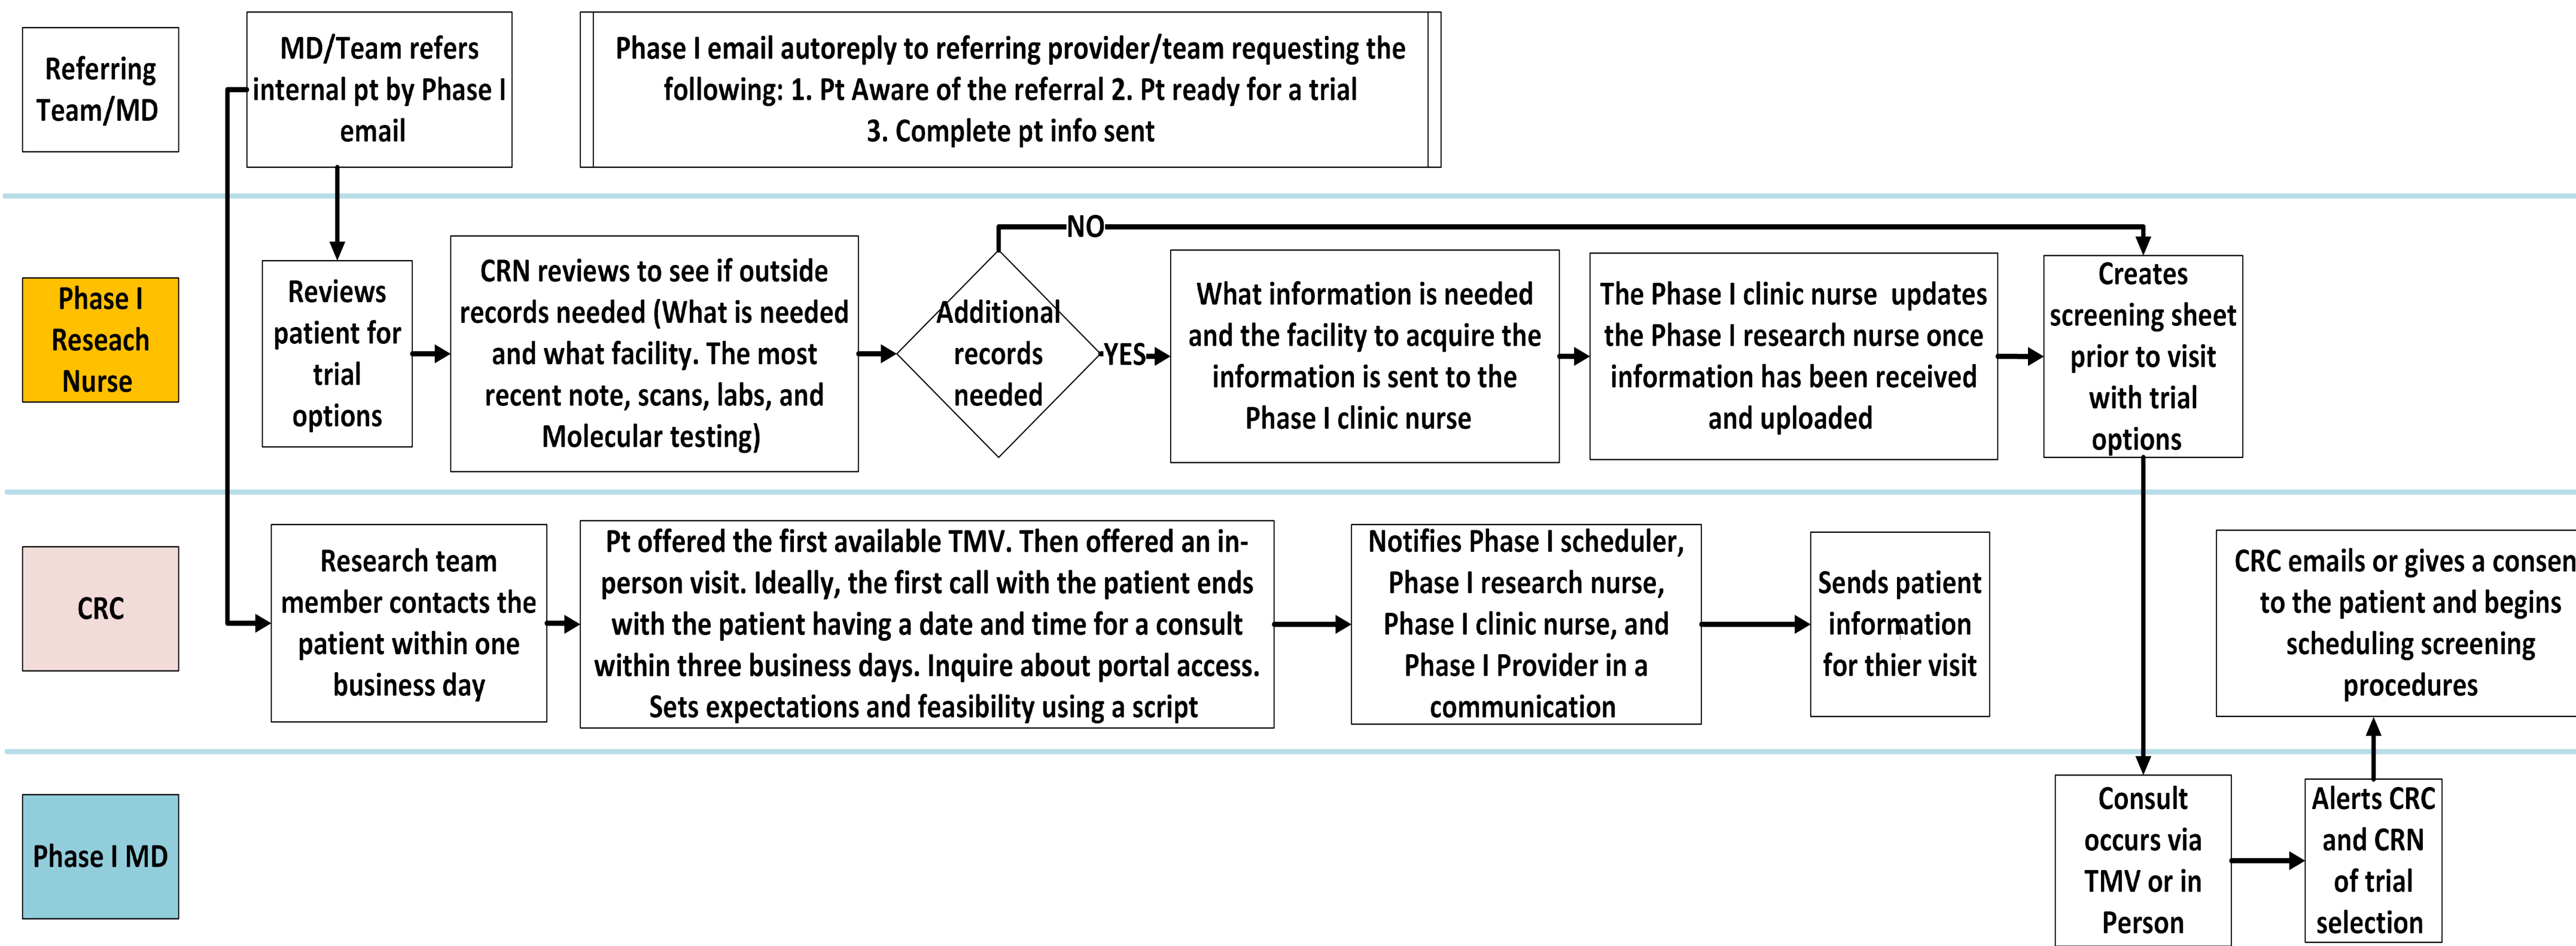 Referring
Team/MD
MD/Team refers
internal pt by Phase I
email
Phase I email autoreply to referring provider/team requesting the
following: 1. Pt Aware of the referral 2. Pt ready for a trial
3. Complete pt info sent
Phase I
Reseach
Nurse
Reviews
patient for
trial
options
CRN reviews to see if outside
records needed (What is needed
and what facility. The most
recent note, scans, labs, and
Molecular testing)
Additional
records
needed
NO
YES
What information is needed
and the facility to acquire the
information is sent to the
Phase I clinic nurse
The Phase I clinic nurse updates
the Phase I research nurse once
information has been received
and uploaded
Creates
screening sheet
prior to visit
with trial
options
CRC
Research team
member contacts the
patient within one
business day
Pt offered the first available TMV. Then offered an in-
person visit. Ideally, the first call with the patient ends
with the patient having a date and time for a consult
within three business days. Inquire about portal access.
Sets expectations and feasibility using a script
Notifies Phase I scheduler,
Phase I research nurse,
Phase I clinic nurse, and
Phase I Provider in a
communication
Sends patient
information
for thier visit
CRC emails or gives a consen
to the patient and begins
scheduling screening
procedures
Phase I MD
Consult
occurs via
TMV or in
Person
Alerts CRC
and CRN
of trial
selection